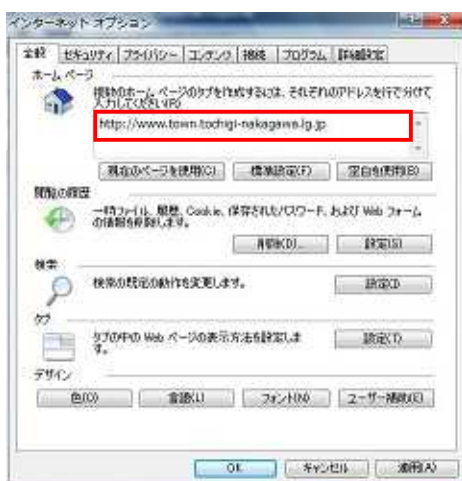 インターネット オプション
全般 セキュリティ プライバシー コンテンツ 接続 プログラム 詳細設定
ホーム ページ
複数のホーム ページのタブを作成するには、それぞれのアドレスを行で分けて
入力してください(R)
http://www.town.tochigi-nakagawa.lg.jp
現在のページを使用(C) 標準設定(F) 空白を使用(B)
閲覧の履歴
一時ファイル、履歴、Cookie、保存されたパスワード、および Web フォーム
の情報を削除します。
削除(D)... 設定(S)
検索
検索の既定の動作を変更します。
設定(I)
タブ
タブの中の Web ページの表示方法を設定しま
す。
設定(T)
デザイン
色(O) 言語(L) フォント(N) ユーザー補助(E)
OK キャンセル 適用(A)